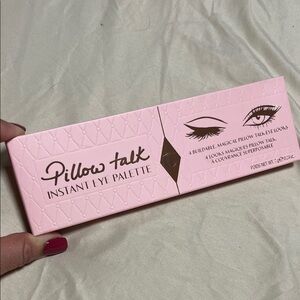 Pillow talk
INSTANT EYE PALETTE
4 BUILDABLE, MAGICAL PILLOW TALK EYE LOOKS
4 LOOKS MAGIQUES PILLOW TALK
À COUVRANCE SUPERPOSABLE